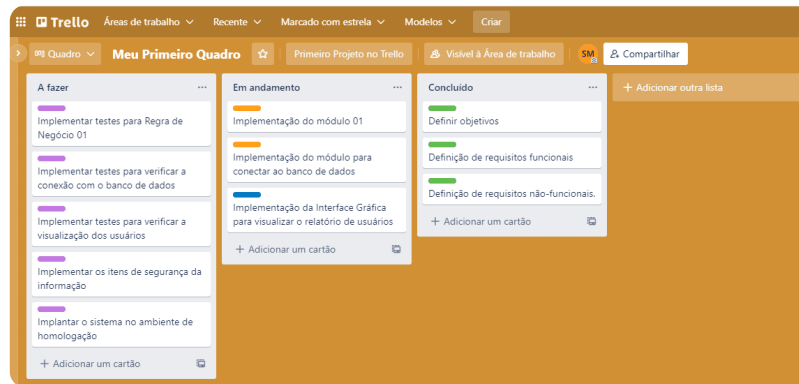 Trello Áreas de trabalho Recente Marcado com estrela Modelos Criar
Quadro Meu Primeiro Quadro Primeiro Projeto no Trello Visível à Área de trabalho SM Compartilhar
A fazer
Implementar testes para Regra de
Negócio 01
Implementar testes para verificar a
conexão com o banco de dados
Implementar testes para verificar a
visualização dos usuários
Implementar os itens de segurança da
informação
Implantar o sistema no ambiente de
homologação
+ Adicionar um cartão
Em andamento
Implementação do módulo 01
Implementação do módulo para
conectar ao banco de dados
Implementação da Interface Gráfica
para visualizar o relatório de usuários
+ Adicionar um cartão
Concluído
Definir objetivos
Definição de requisitos funcionais
Definição de requisitos não-funcionais.
+ Adicionar um cartão
+ Adicionar outra lista